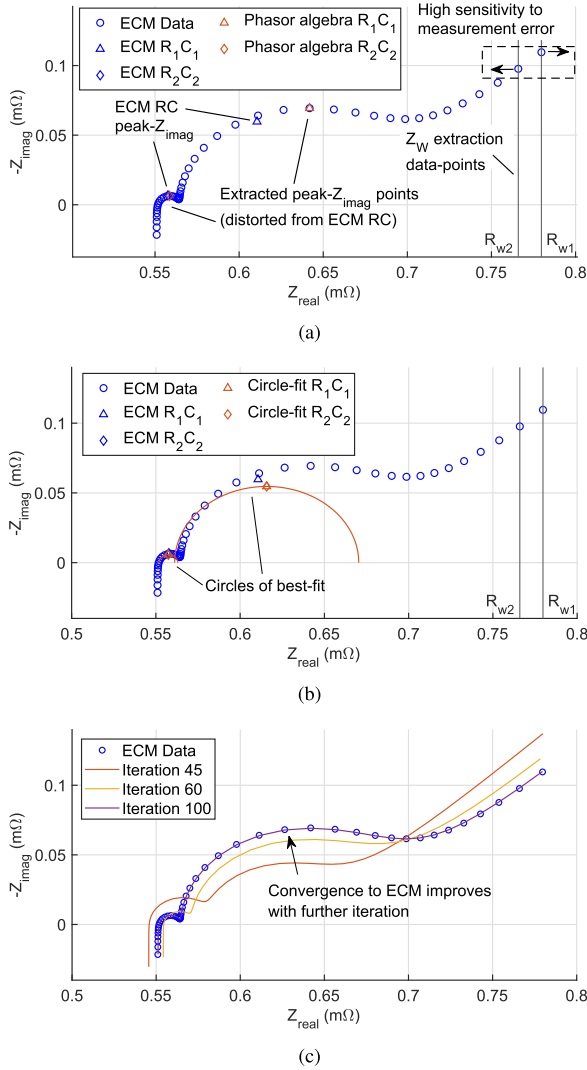 High sensitivity to
measurement error
ECM Data
ECM R1C1
ECM R2C2
Phasor algebra R1C1
Phasor algebra R2C2
0.1
0.05
0
-Zimag (mΩ)
ECM RC
peak-Zimag
ZW extraction
data-points
Extracted peak-Zimag points
(distorted from ECM RC)
Rw2
Rw1
0.5
0.55
0.6
0.65
0.7
0.75
0.8
Zreal (mΩ)
(a)
ECM Data
ECM R1C1
ECM R2C2
Circle-fit R1C1
Circle-fit R2C2
0.1
0.05
0
-Zimag (mΩ)
Circles of best-fit
Rw2
Rw1
0.5
0.55
0.6
0.65
0.7
0.75
0.8
Zreal (mΩ)
(b)
ECM Data
Iteration 45
Iteration 60
Iteration 100
0.1
0.05
0
-Zimag (mΩ)
Convergence to ECM improves
with further iteration
0.5
0.55
0.6
0.65
0.7
0.75
0.8
Zreal (mΩ)
(c)